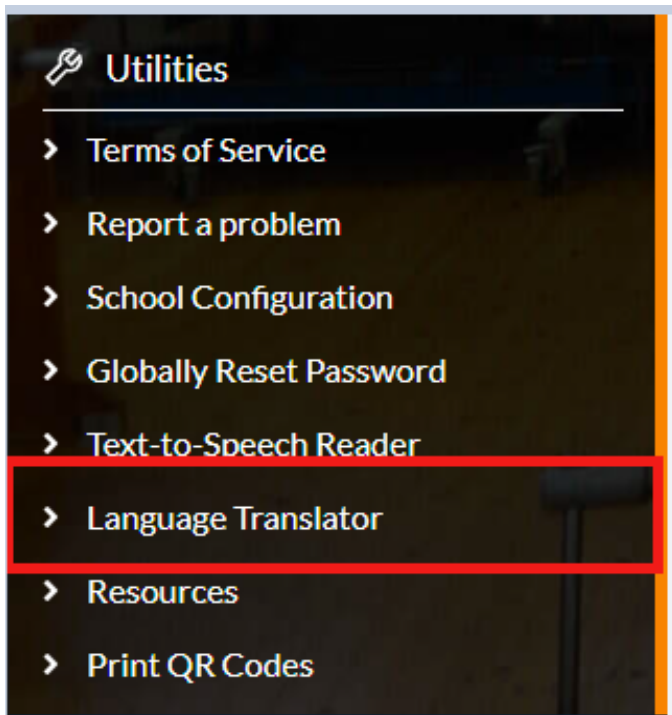 Utilities
Terms of Service
Report a problem
School Configuration
Globally Reset Password
Text-to-Speech Reader
Language Translator
Resources
Print QR Codes